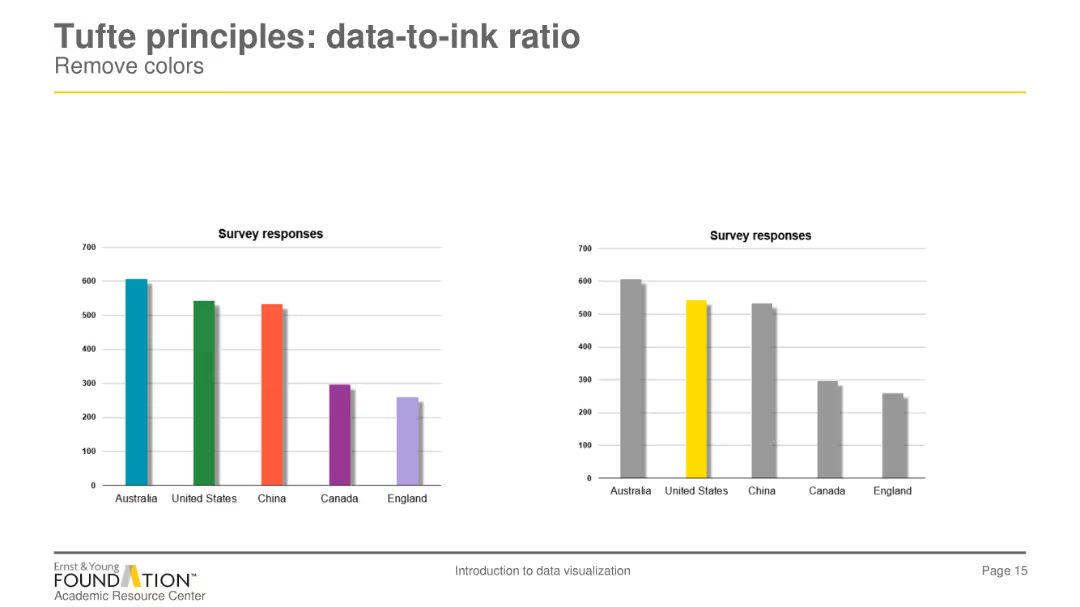 Tufte principles: data-to-ink ratio
Remove colors
Survey responses
700
600
500
400
300
200
100
0
Australia United States China Canada England
Survey responses
700
600
500
400
300
200
100
0
Australia United States China Canada England
Ernst & Young
FOUNDATION™
Academic Resource Center
Introduction to data visualization
Page 15